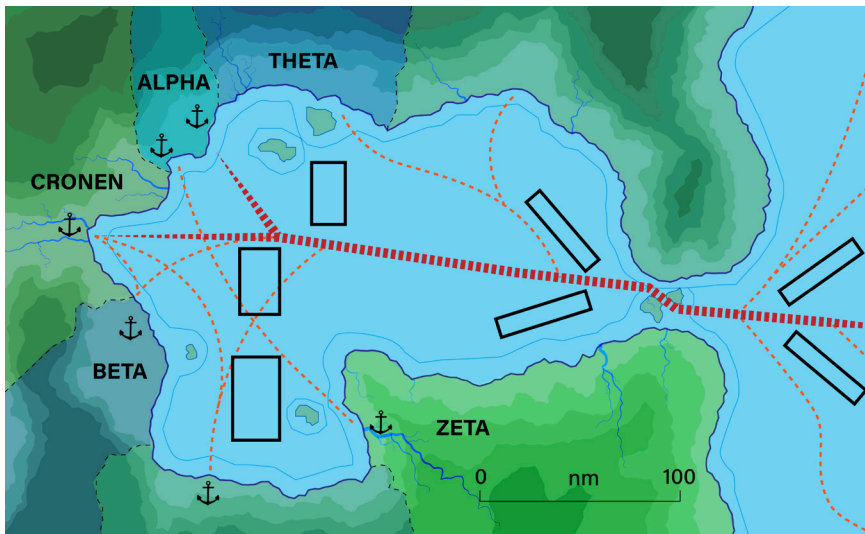 THETA
ALPHA
CRONEN
BETA
ZETA
0 nm 100